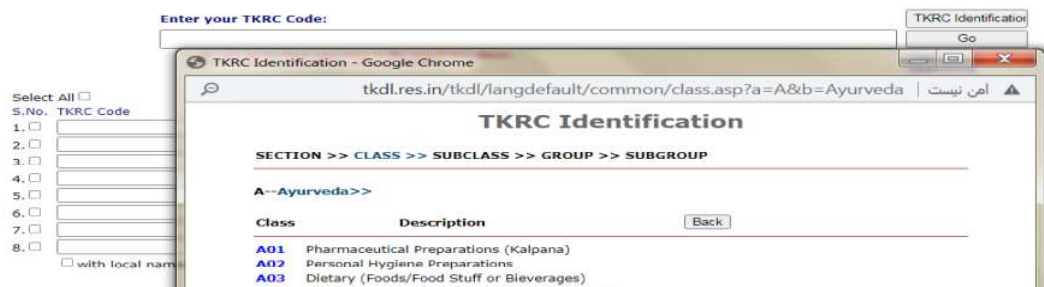 Enter your TKRC Code:
TKRC Identification
Go
TKRC Identification - Google Chrome
tkdl.res.in/tkdl/langdefault/common/class.asp?a=A&b=Ayurveda | امن نیست
Select All
S.No. TKRC Code
1.
2.
3.
4.
5.
6.
7.
8.
with local nam
TKRC Identification
SECTION >> CLASS >> SUBCLASS >> GROUP >> SUBGROUP
A--Ayurveda>>
Class Description Back
A01 Pharmaceutical Preparations (Kalpana)
A02 Personal Hygiene Preparations
A03 Dietary (Foods/Food Stuff or Bieverages)